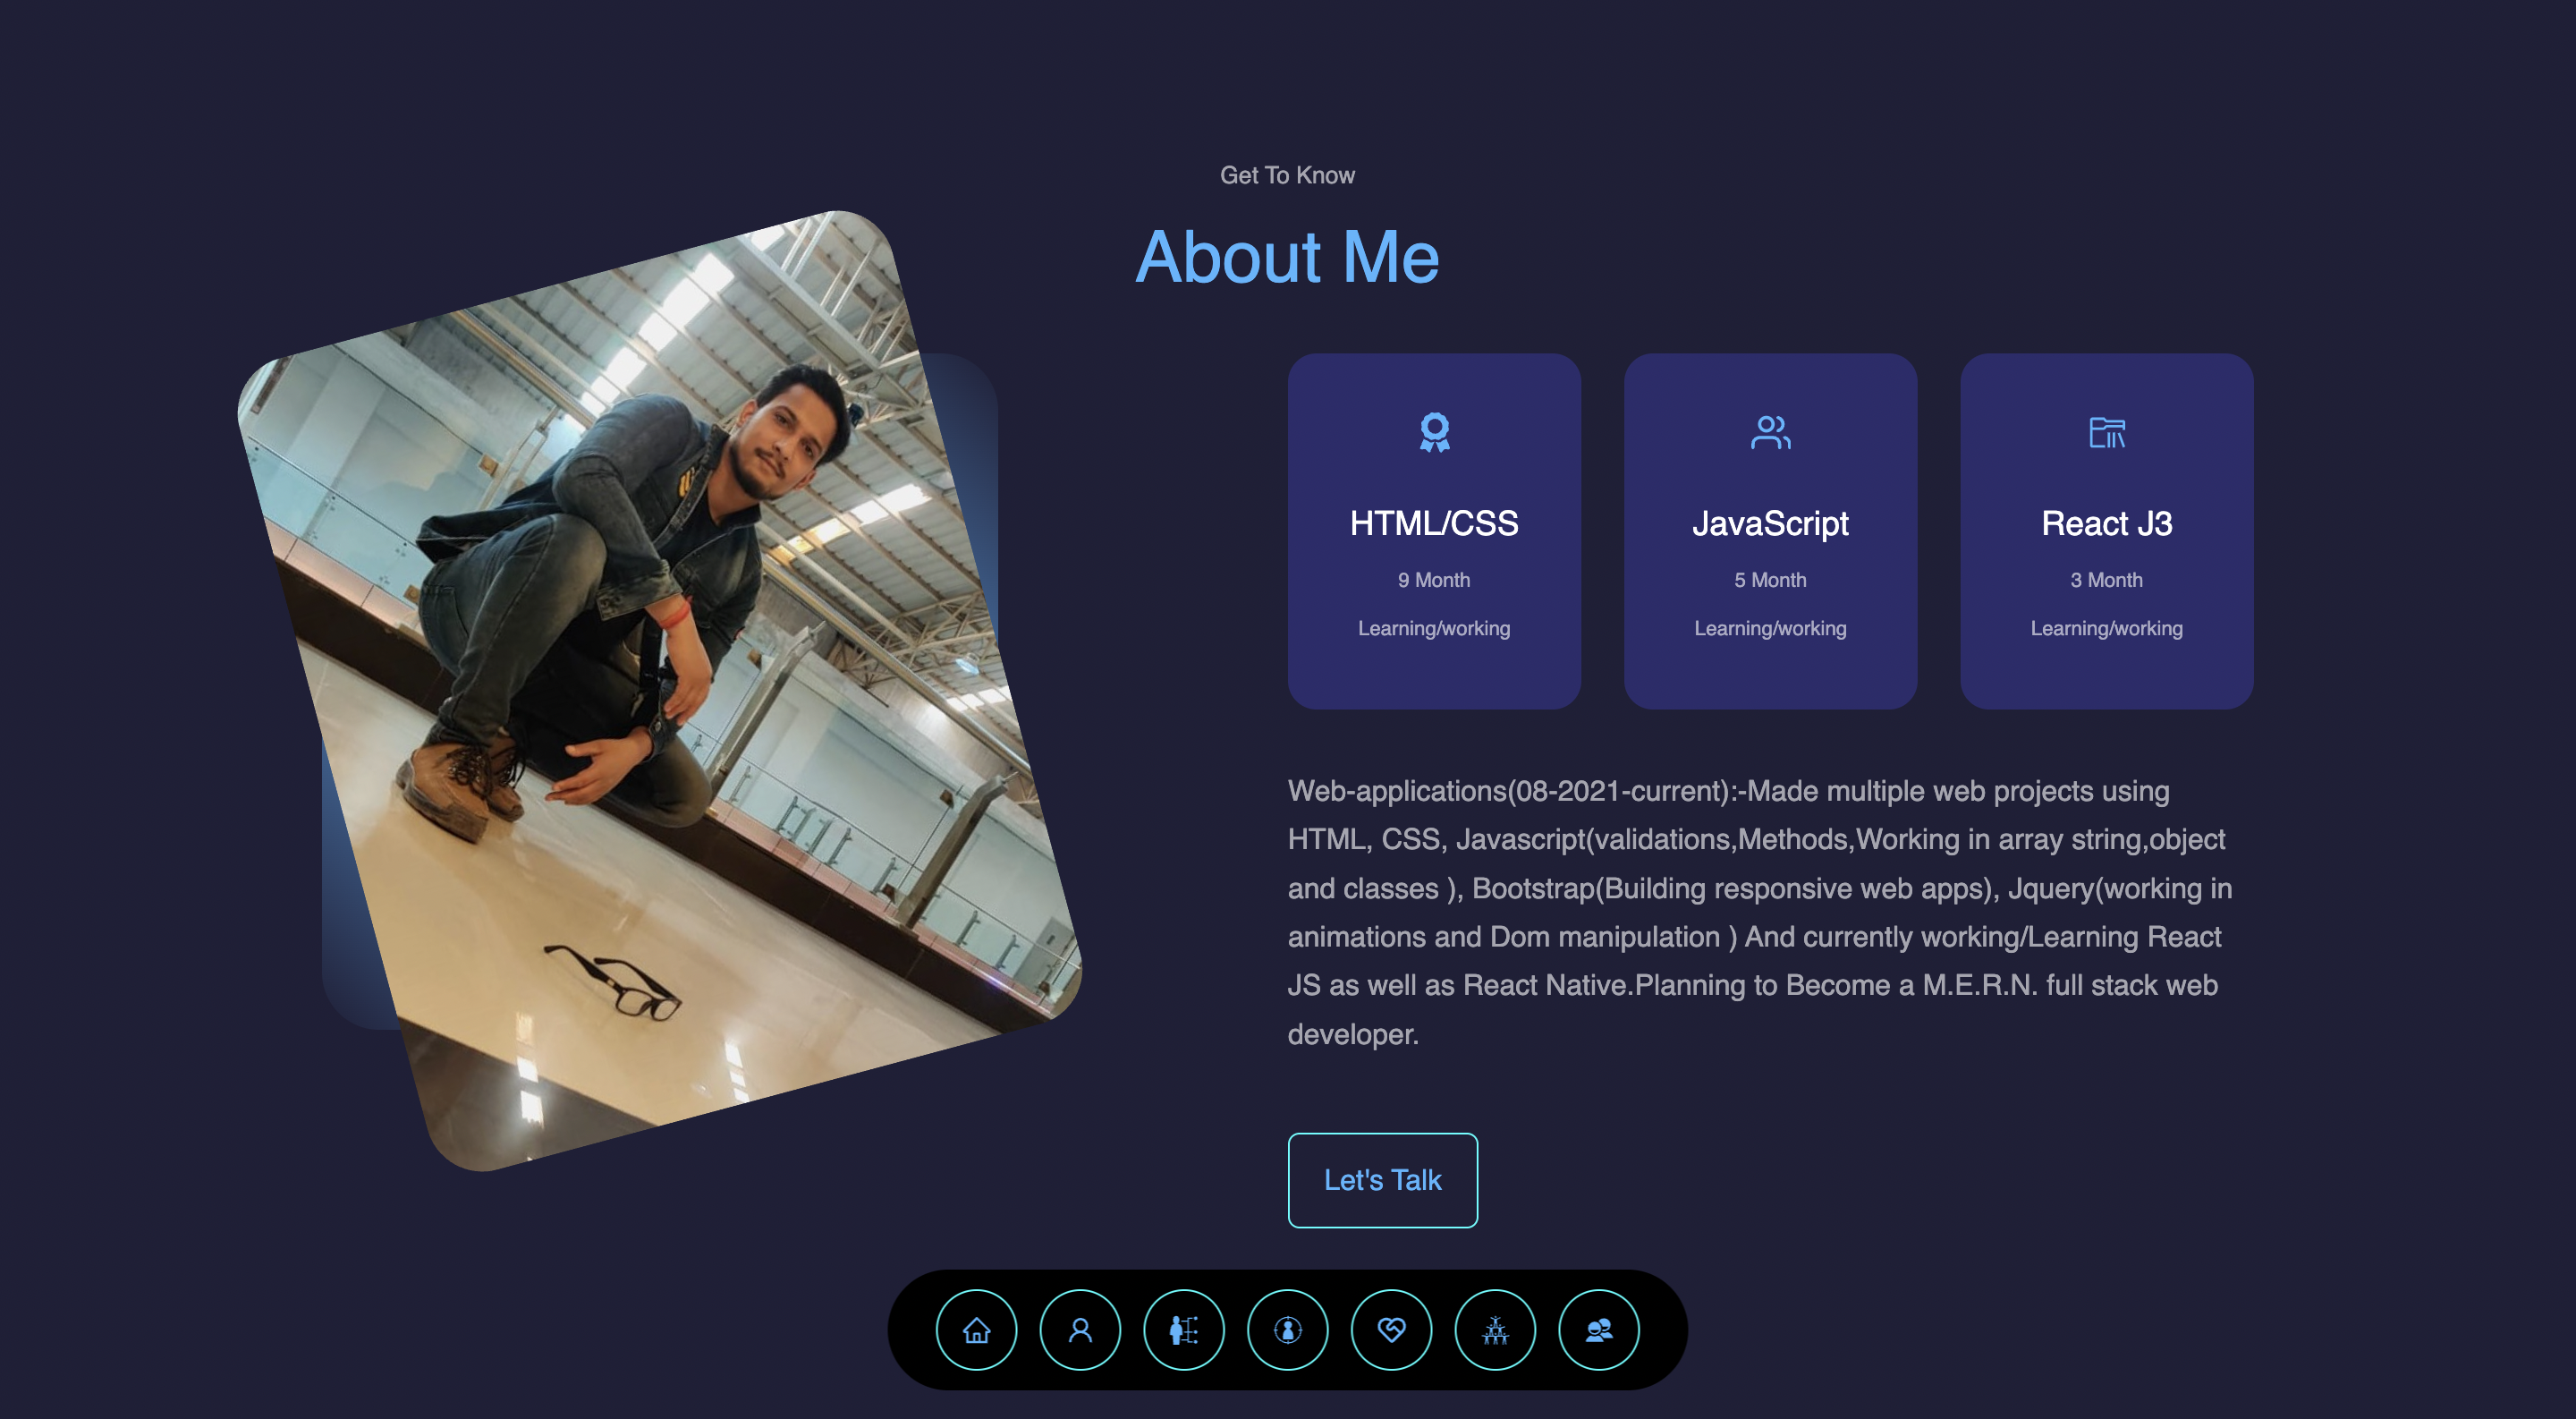 Get To Know
About Me
HTML/CSS
9 Month
Learning/working
JavaScript
5 Month
Learning/working
React J3
3 Month
Learning/working
Web-applications(08-2021-current):-Made multiple web projects using
HTML, CSS, Javascript(validations,Methods,Working in array string,object
and classes ), Bootstrap(Building responsive web apps), Jquery(working in
animations and Dom manipulation ) And currently working/Learning React
JS as well as React Native.Planning to Become a M.E.R.N. full stack web
developer.
Let's Talk